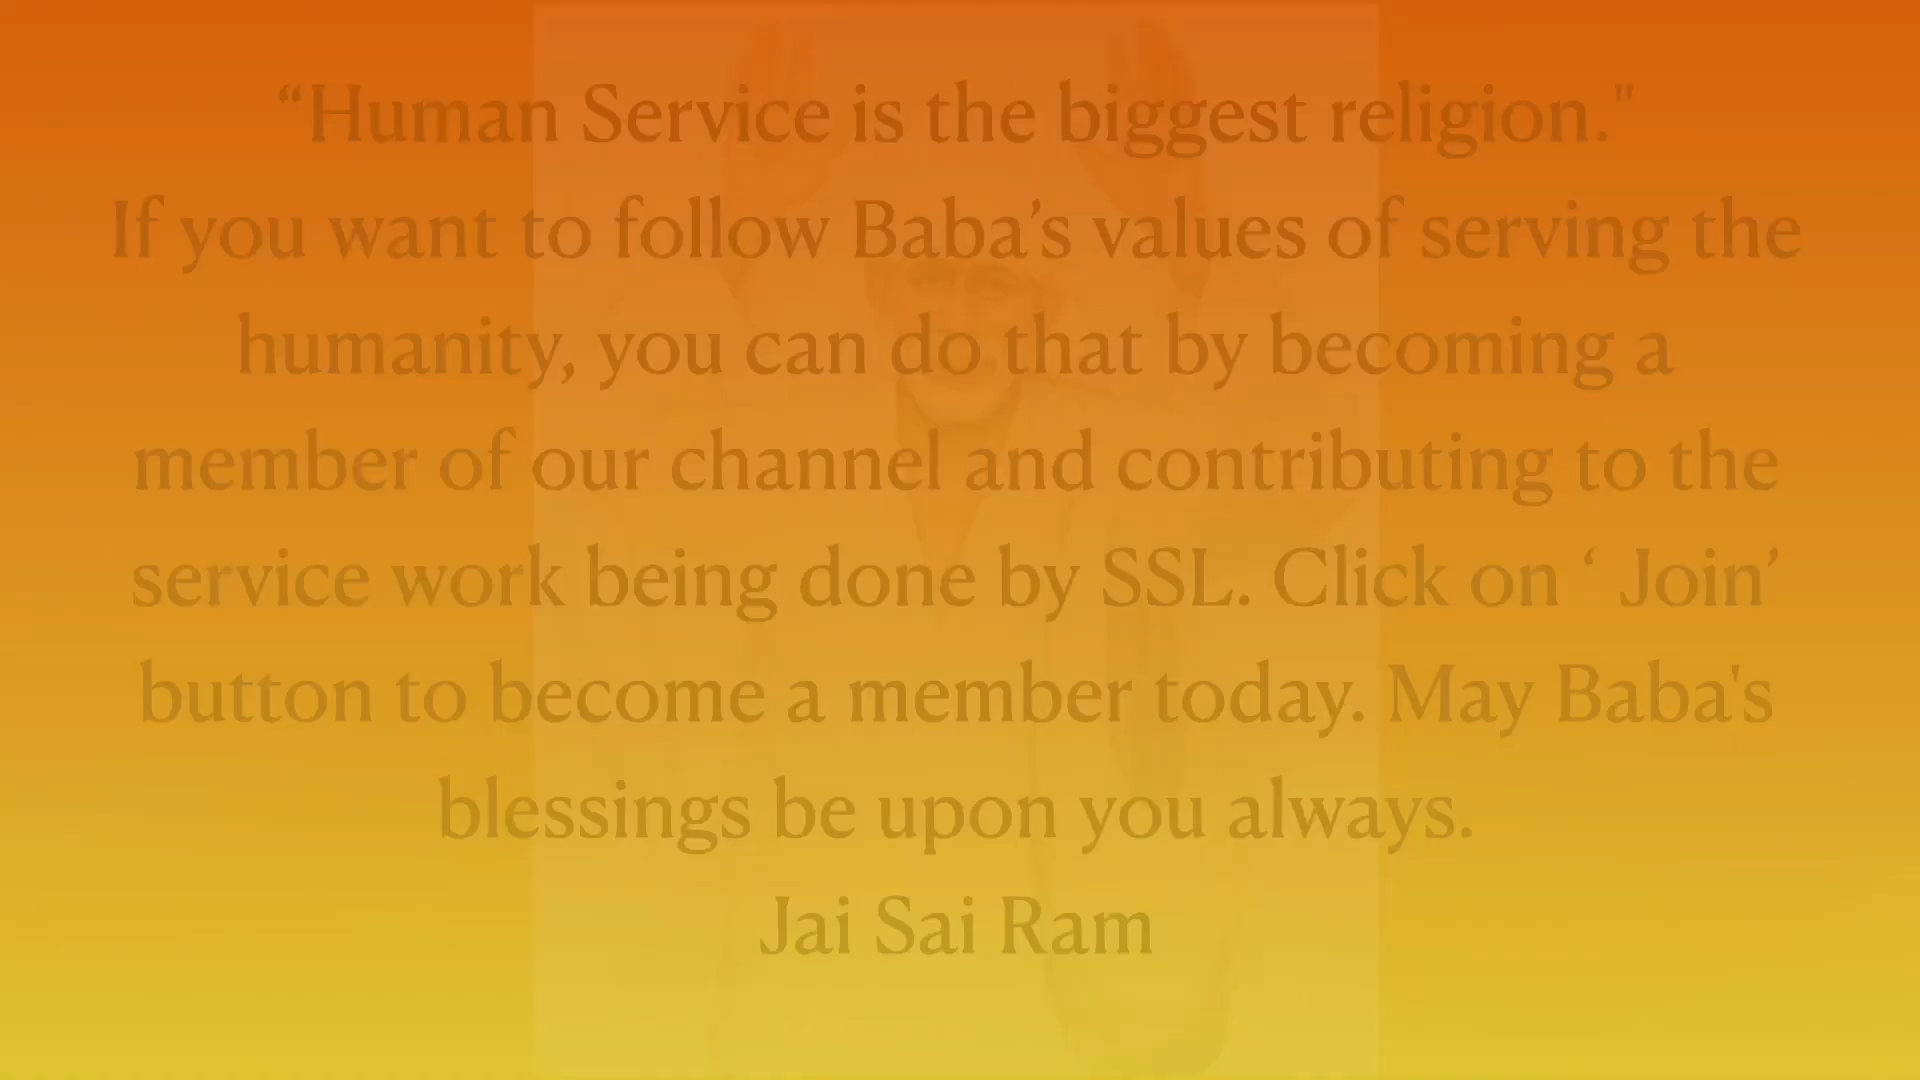 “Human Service is the biggest religion."
If you want to follow Baba’s values of serving the
humanity, you can do that by becoming a
member of our channel and contributing to the
service work being done by SSL. Click on ‘ Join’
button to become a member today. May Baba's
blessings be upon you always.
Jai Sai Ram